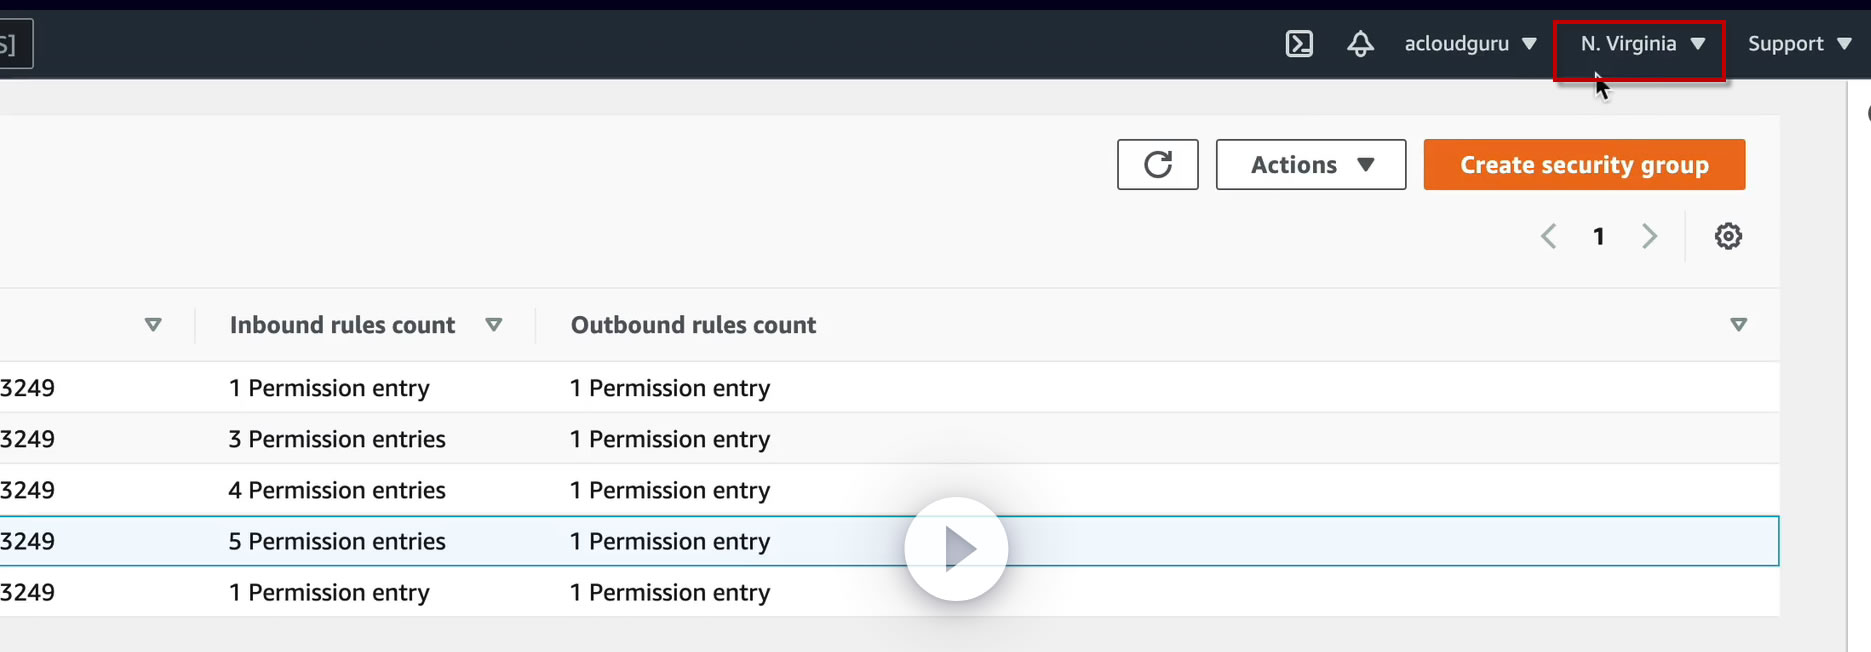 S]
acloudguru N. Virginia Support
Actions Create security group
1
Inbound rules count Outbound rules count
3249 1 Permission entry 1 Permission entry
3249 3 Permission entries 1 Permission entry
3249 4 Permission entries 1 Permission entry
3249 5 Permission entries 1 Permission entry
3249 1 Permission entry 1 Permission entry